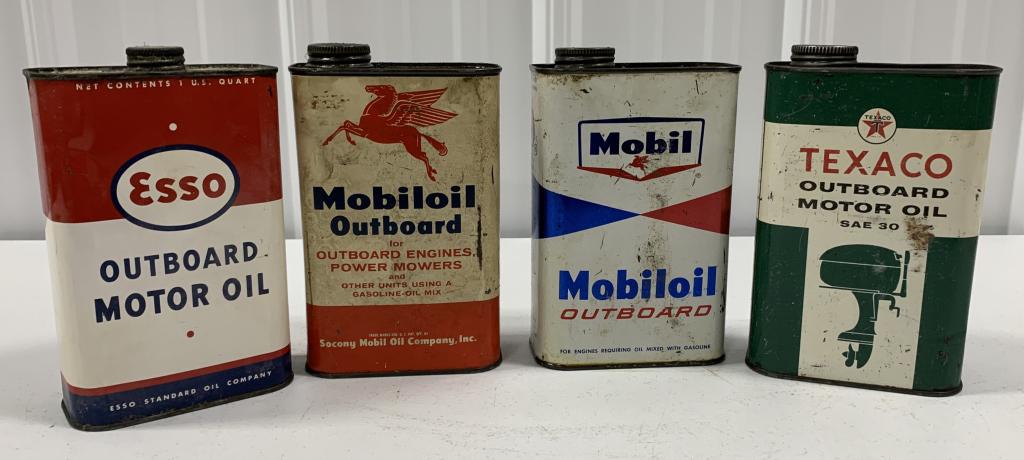 NET CONTENTS 1 U.S. QUART
Esso
OUTBOARD
MOTOR OIL
ESSO STANDARD OIL COMPANY
Mobiloil
Outboard
for
OUTBOARD ENGINES,
POWER MOWERS
and
OTHER UNITS USING A
GASOLINE-OIL MIX
Socony Mobil Oil Company, Inc.
Mobil
Mobiloil
OUTBOARD
FOR ENGINES REQUIRING OIL MIXED WITH GASOLINE
TEXACO
TEXACO
OUTBOARD
MOTOR OIL
SAE 30